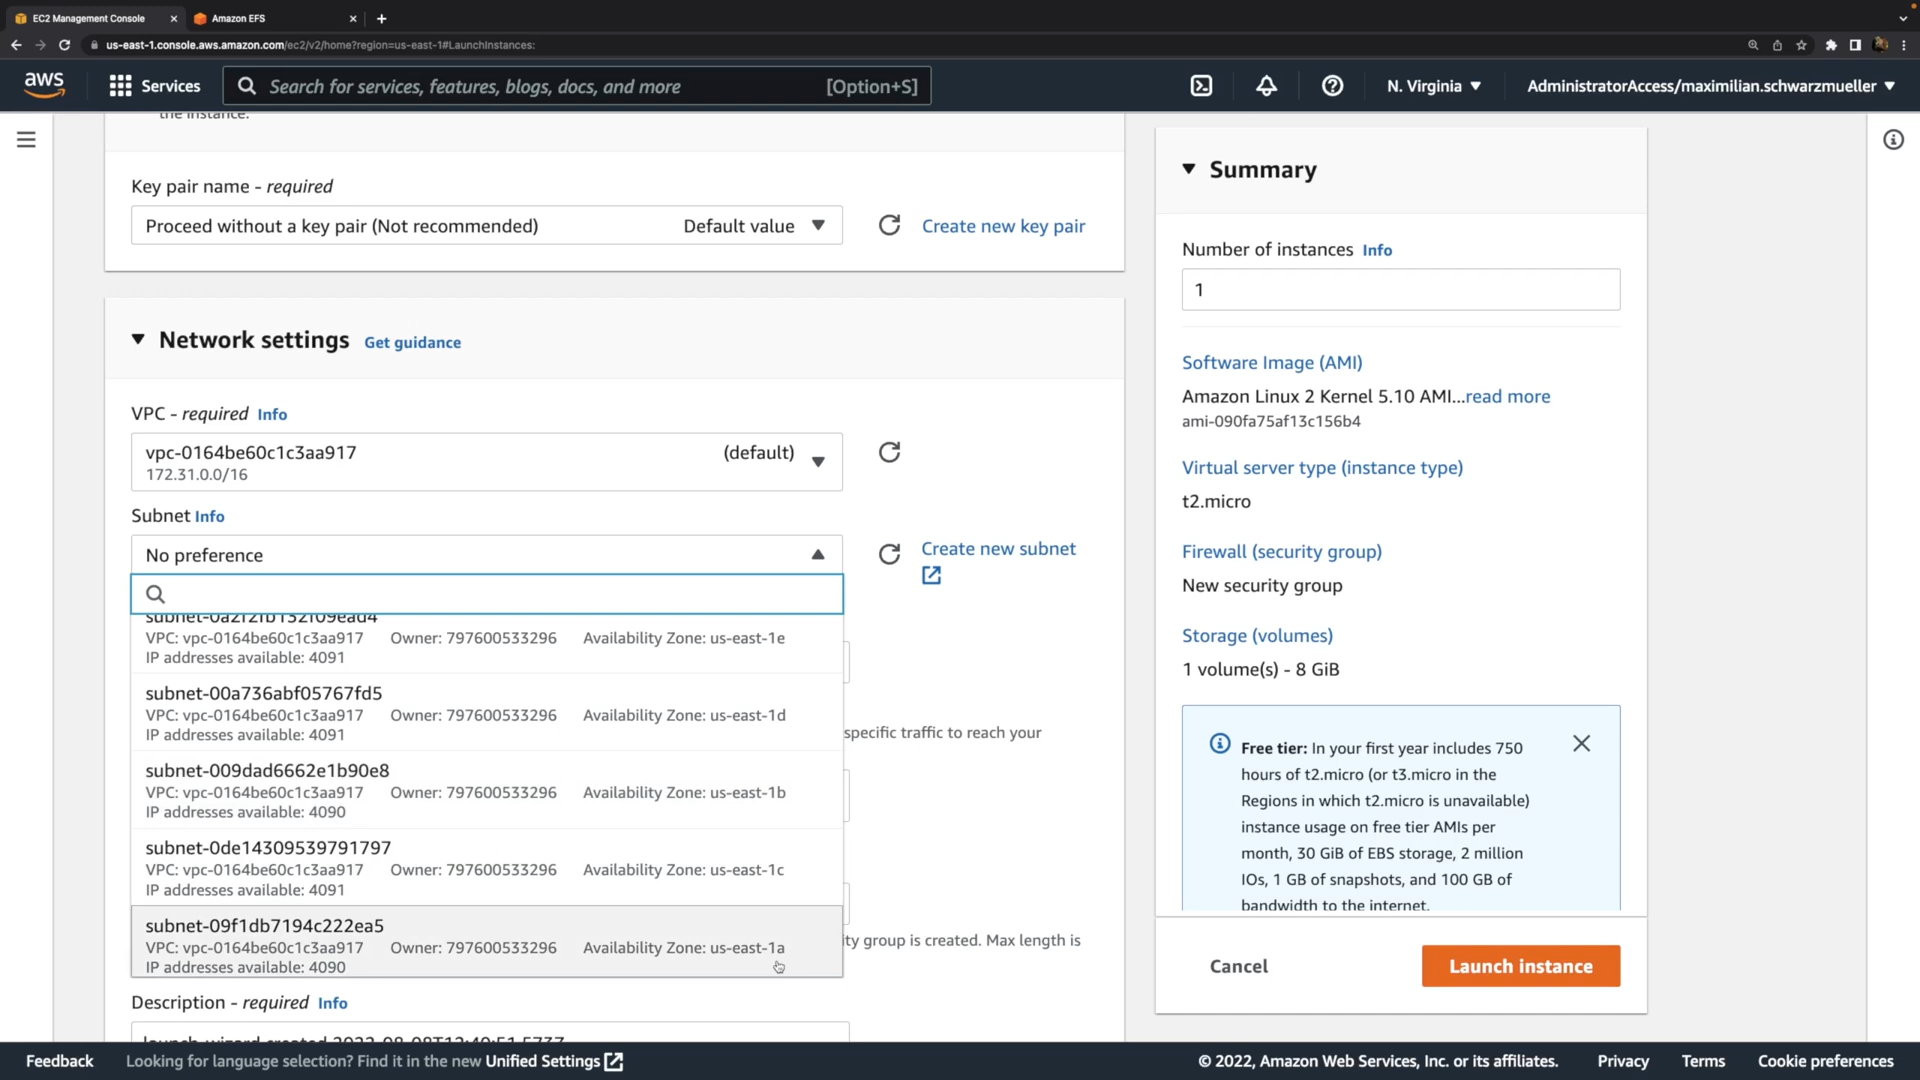 EC2 Management Console
Amazon EFS
us-east-1.console.aws.amazon.com/ec2/v2/home?region=us-east-1#LaunchInstances:
aws
Services
Search for services, features, blogs, docs, and more
[Option+S]
N. Virginia
AdministratorAccess/maximilian.schwarzmueller
the instance.
Key pair name - required
Proceed without a key pair (Not recommended)
Default value
Create new key pair
Network settings
Get guidance
VPC - required Info
vpc-0164be60c1c3aa917
(default)
172.31.0.0/16
Subnet Info
No preference
Create new subnet
subnet-0a2f2fb132f09ead4
VPC: vpc-0164be60c1c3aa917 Owner: 797600533296 Availability Zone: us-east-1e
IP addresses available: 4091
subnet-00a736abf05767fd5
VPC: vpc-0164be60c1c3aa917 Owner: 797600533296 Availability Zone: us-east-1d
IP addresses available: 4091
specific traffic to reach your
subnet-009dad6662e1b90e8
VPC: vpc-0164be60c1c3aa917 Owner: 797600533296 Availability Zone: us-east-1b
IP addresses available: 4090
subnet-0de14309539791797
VPC: vpc-0164be60c1c3aa917 Owner: 797600533296 Availability Zone: us-east-1c
IP addresses available: 4091
subnet-09f1db7194c222ea5
VPC: vpc-0164be60c1c3aa917 Owner: 797600533296 Availability Zone: us-east-1a
IP addresses available: 4090
ity group is created. Max length is
Description - required Info
launch-wizard created 2022-08-08T12:40:51.573Z
Summary
Number of instances Info
1
Software Image (AMI)
Amazon Linux 2 Kernel 5.10 AMI...read more
ami-090fa75af13c156b4
Virtual server type (instance type)
t2.micro
Firewall (security group)
New security group
Storage (volumes)
1 volume(s) - 8 GiB
Free tier: In your first year includes 750
hours of t2.micro (or t3.micro in the
Regions in which t2.micro is unavailable)
instance usage on free tier AMIs per
month, 30 GiB of EBS storage, 2 million
IOs, 1 GB of snapshots, and 100 GB of
bandwidth to the internet.
Cancel
Launch instance
Feedback
Looking for language selection? Find it in the new Unified Settings
© 2022, Amazon Web Services, Inc. or its affiliates.
Privacy
Terms
Cookie preferences